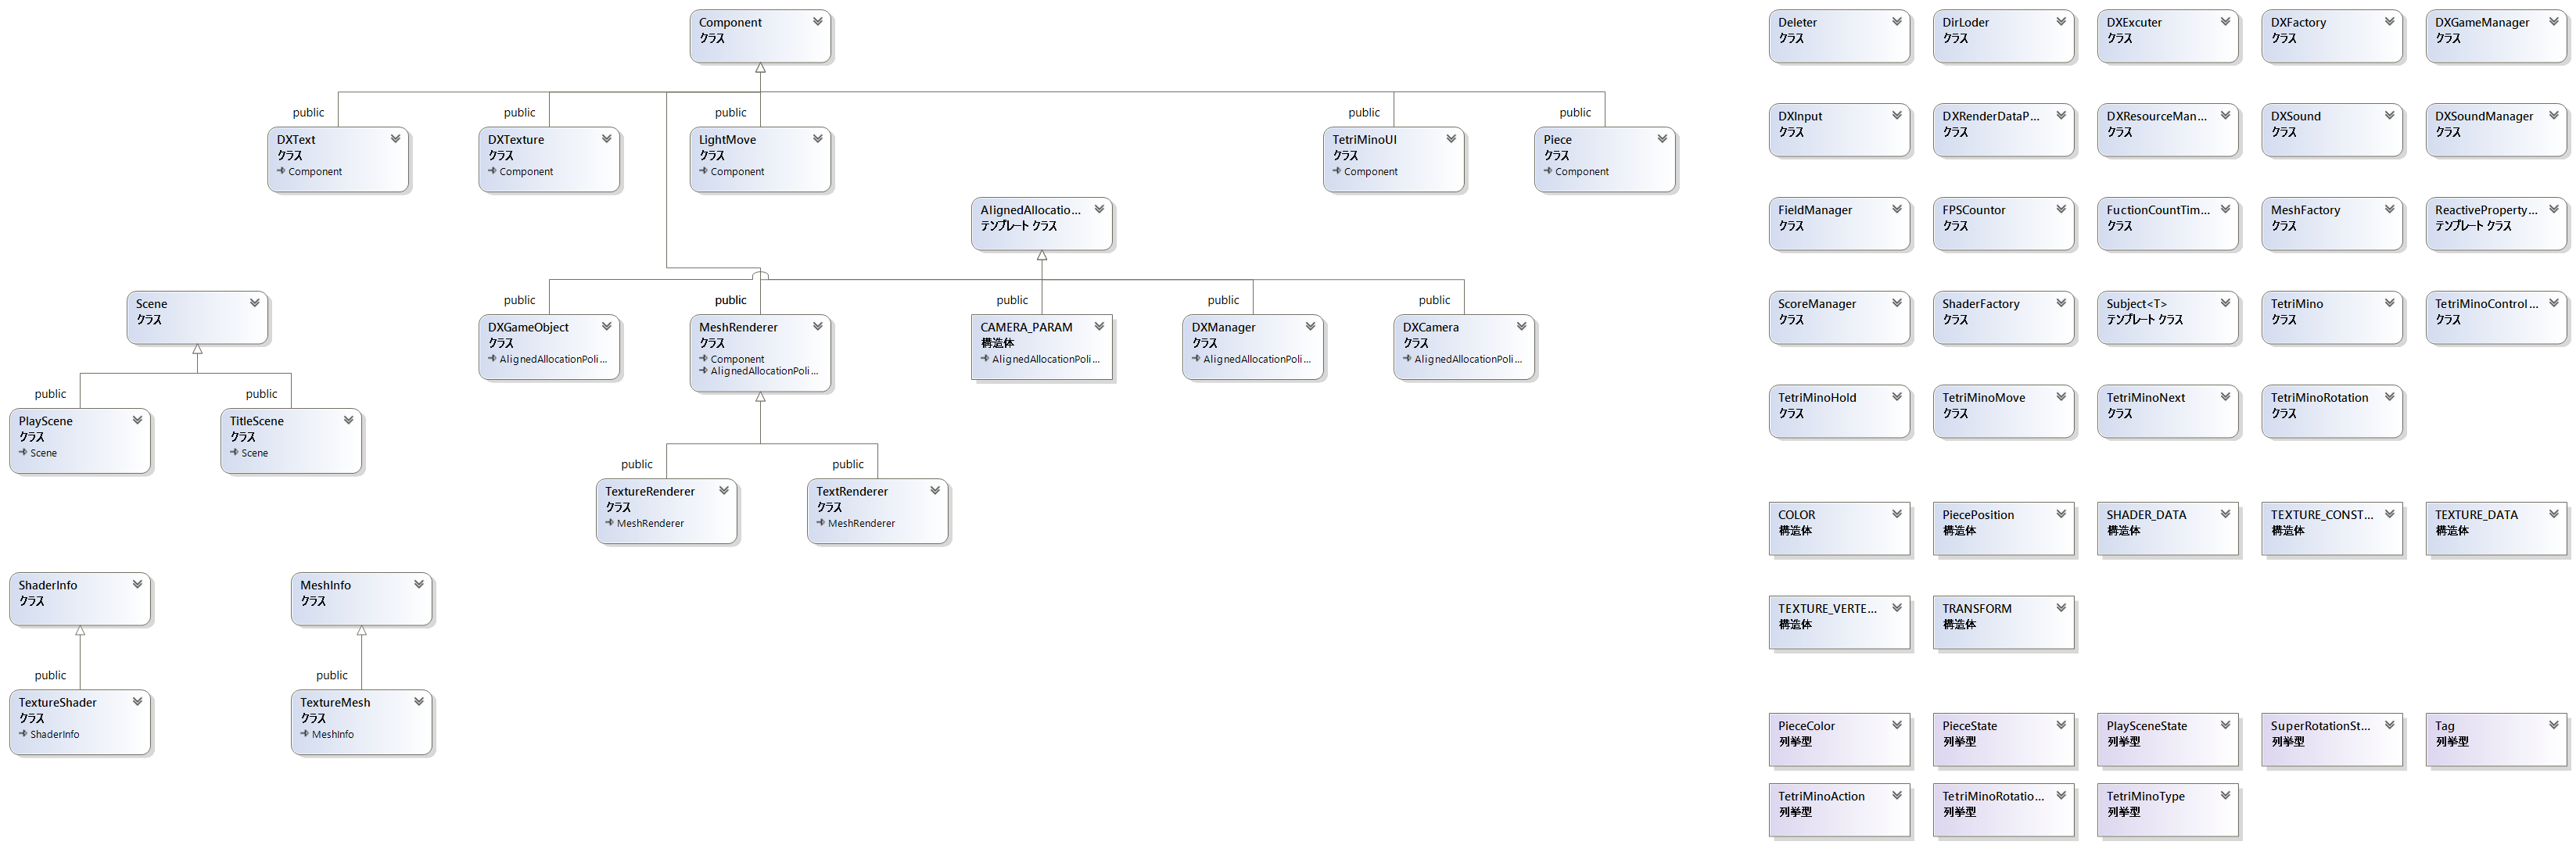 Component
クラス
public
public
public
public
public
DXText
クラス
Component
DXTexture
クラス
Component
LightMove
クラス
Component
TetriMinoUI
クラス
Component
Piece
クラス
Component
AlignedAllocatio...
テンプレート クラス
Scene
クラス
public
public
public
public
public
DXGameObject
クラス
AlignedAllocationPoli...
MeshRenderer
クラス
Component
AlignedAllocationPoli...
CAMERA_PARAM
構造体
AlignedAllocationPoli...
DXManager
クラス
AlignedAllocationPoli...
DXCamera
クラス
AlignedAllocationPoli...
public
public
PlayScene
クラス
Scene
TitleScene
クラス
Scene
public
public
TextureRenderer
クラス
MeshRenderer
TextRenderer
クラス
MeshRenderer
ShaderInfo
クラス
MeshInfo
クラス
public
public
TextureShader
クラス
ShaderInfo
TextureMesh
クラス
MeshInfo
Deleter
クラス
DirLoder
クラス
DXExcuter
クラス
DXFactory
クラス
DXGameManager
クラス
DXInput
クラス
DXRenderDataP...
クラス
DXResourceMan...
クラス
DXSound
クラス
DXSoundManager
クラス
FieldManager
クラス
FPSCountor
クラス
FuctionCountTim...
クラス
MeshFactory
クラス
ReactiveProperty...
テンプレート クラス
ScoreManager
クラス
ShaderFactory
クラス
Subject<T>
テンプレート クラス
TetriMino
クラス
TetriMinoControl...
クラス
TetriMinoHold
クラス
TetriMinoMove
クラス
TetriMinoNext
クラス
TetriMinoRotation
クラス
COLOR
構造体
PiecePosition
構造体
SHADER_DATA
構造体
TEXTURE_CONST...
構造体
TEXTURE_DATA
構造体
TEXTURE_VERTE...
構造体
TRANSFORM
構造体
PieceColor
列挙型
PieceState
列挙型
PlaySceneState
列挙型
SuperRotationSt...
列挙型
Tag
列挙型
TetriMinoAction
列挙型
TetriMinoRotatio...
列挙型
TetriMinoType
列挙型